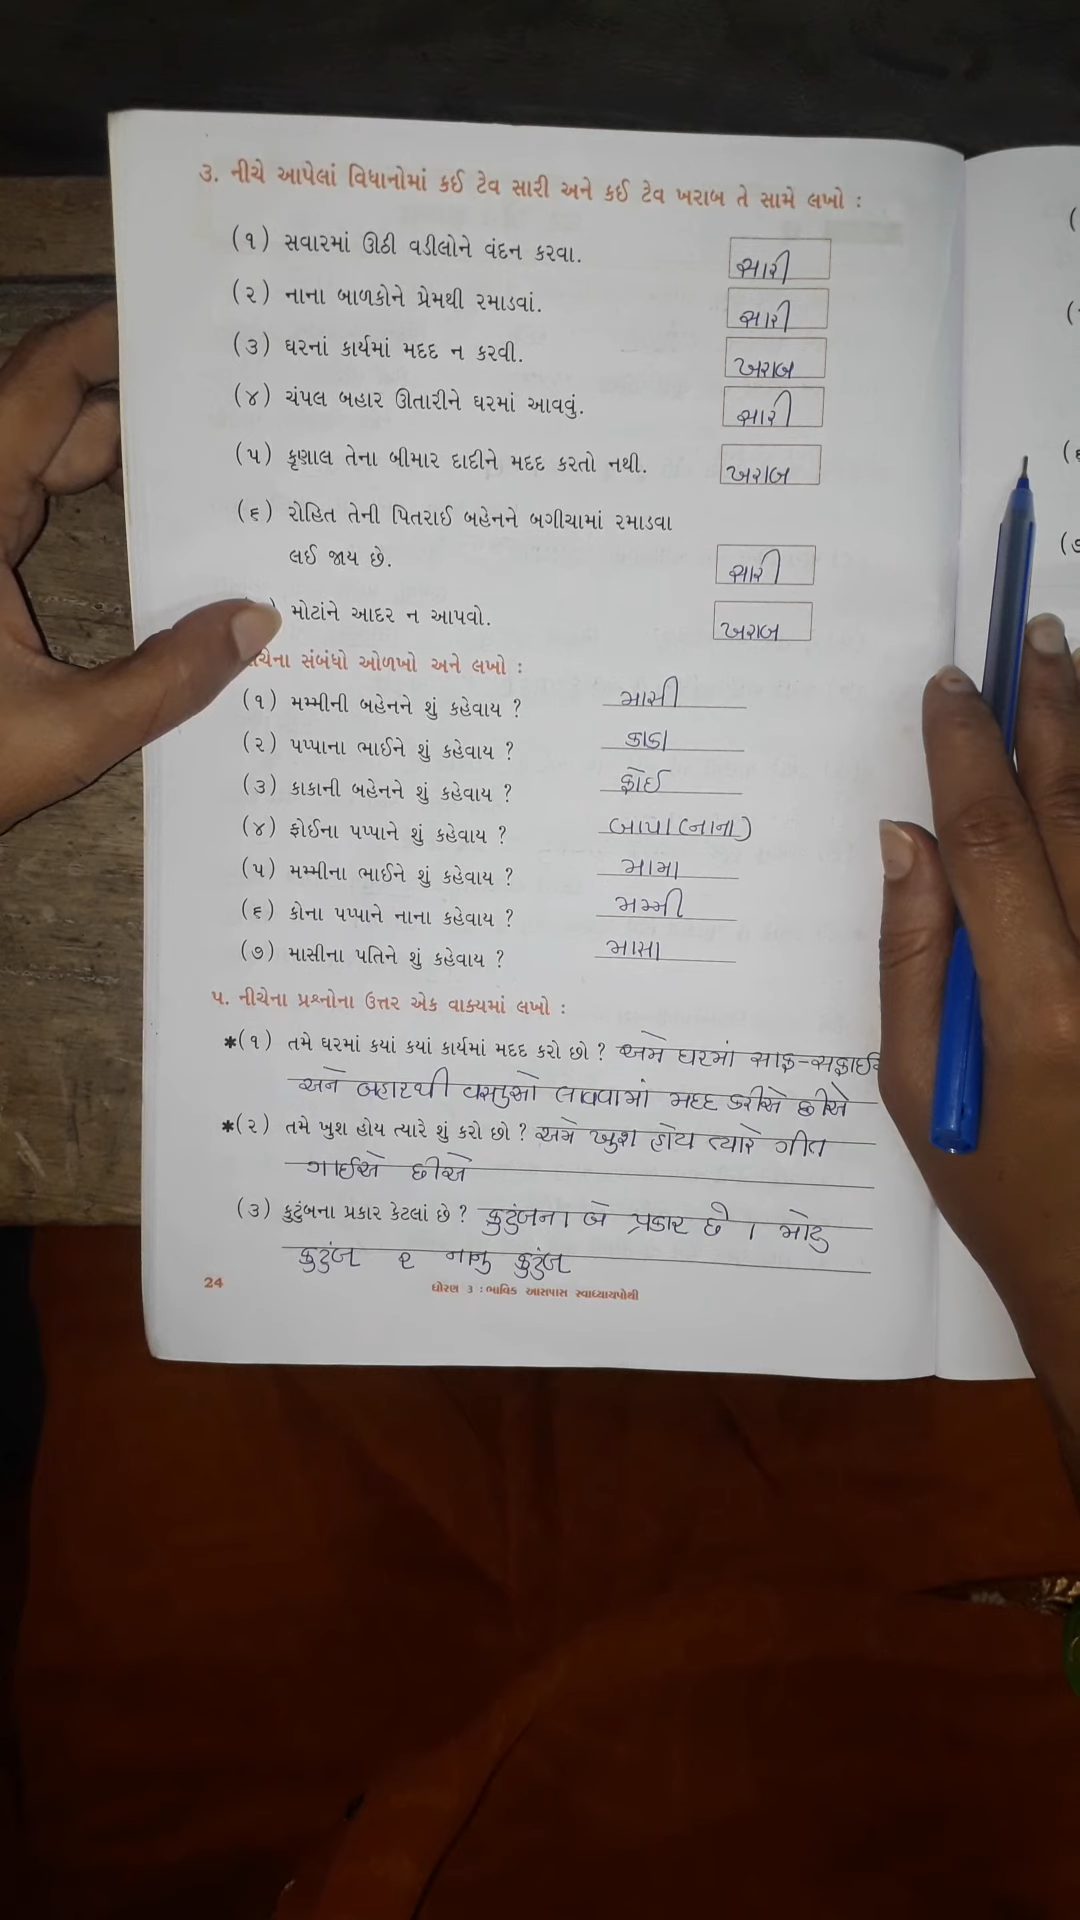 ૩. નીચે આપેલાં વિધાનોમાં કઈ ટેવ સારી અને કઈ ટેવ ખરાબ તે સામે લખો :
(૧) સવારમાં ઊઠી વડીલોને વંદન કરવા. સારી
(૨) નાના બાળકોને પ્રેમથી રમાડવાં. સારી
(૩) ઘરનાં કાર્યમાં મદદ ન કરવી. ખરાબ
(૪) ચંપલ બહાર ઊતારીને ઘરમાં આવવું. સારી
(૫) કૃણાલ તેના બીમાર દાદીને મદદ કરતો નથી. ખરાબ
(૬) રોહિત તેની પિતરાઈ બહેનને બગીચામાં રમાડવા
લઈ જાય છે. સારી
મોટાંને આદર ન આપવો. ખરાબ
સંબંધો ઓળખો અને લખો :
(૧) મમ્મીની બહેનને શું કહેવાય ? માસી
(૨) પપ્પાના ભાઈને શું કહેવાય ? કાકા
(૩) કાકાની બહેનને શું કહેવાય ? ફોઈ
(૪) ફોઈના પપ્પાને શું કહેવાય ? બાપા (નાના)
(૫) મમ્મીના ભાઈને શું કહેવાય ? મામા
(૬) કોના પપ્પાને નાના કહેવાય ? મમ્મી
(૭) માસીના પતિને શું કહેવાય ? માસા
૫. નીચેના પ્રશ્નોના ઉત્તર એક વાક્યમાં લખો :
*(૧) તમે ઘરમાં કયાં કયાં કાર્યમાં મદદ કરો છો ? અમે ઘરમાં સાફ-સફાઈ
અને બહારથી વસ્તુઓ લાવવામાં મદદ કરીએ છીએ
*(૨) તમે ખુશ હોય ત્યારે શું કરો છો ? અમે ખુશ હોય ત્યારે ગીત
ગાઈએ છીએ
(૩) કુટુંબના પ્રકાર કેટલાં છે ? કુટુંબના બે પ્રકાર છે ૧ મોટુ
કુટુંબ ૨ નાનુ કુટુંબ
24
ધોરણ ૩ : ભાવિક આસપાસ સ્વાધ્યાયપોથી